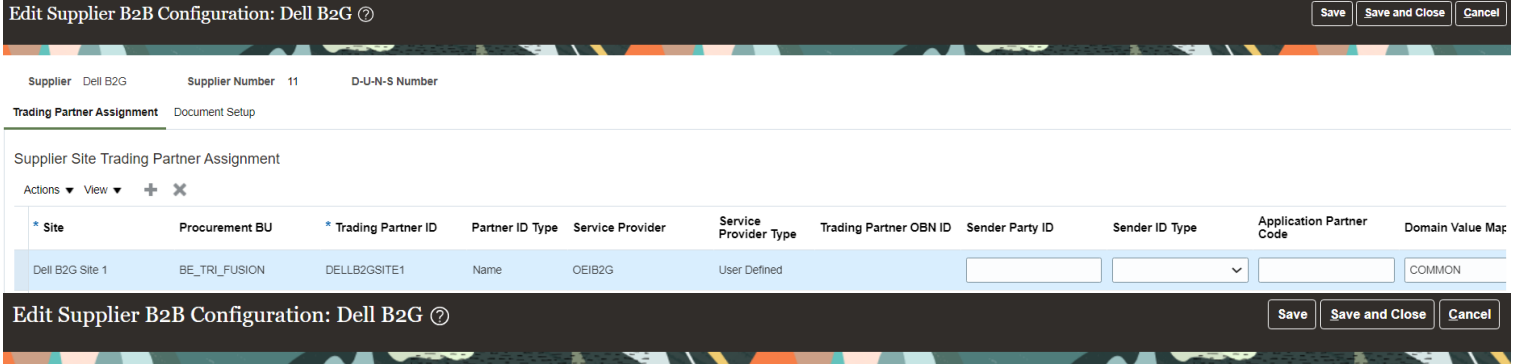 Edit Supplier B2B Configuration: Dell B2G ?
Save Save and Close Cancel
Supplier Dell B2G Supplier Number 11 D-U-N-S Number
Trading Partner Assignment Document Setup
Supplier Site Trading Partner Assignment
Actions View
* Site Procurement BU * Trading Partner ID Partner ID Type Service Provider Service Provider Type Trading Partner OBN ID Sender Party ID Sender ID Type Application Partner Code Domain Value Map
Dell B2G Site 1 BE_TRI_FUSION DELLB2GSITE1 Name OEIB2G User Defined COMMON
Edit Supplier B2B Configuration: Dell B2G ?
Save Save and Close Cancel